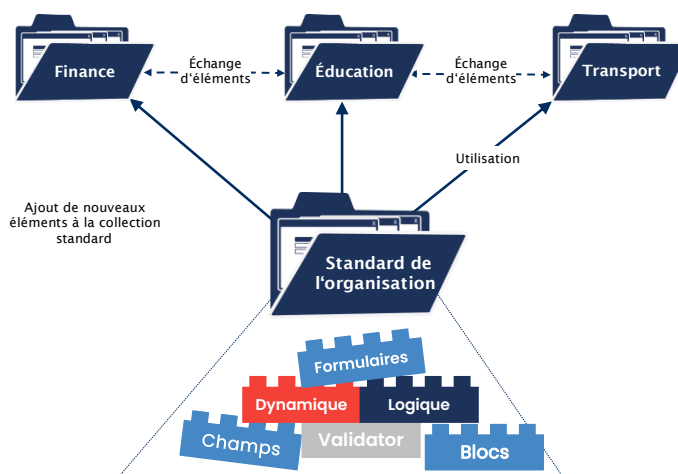 Finance
Échange
d‘éléments
Éducation
Échange
d‘éléments
Transport
Utilisation
Ajout de nouveaux
éléments à la collection
standard
Standard de
l‘organisation
Formulaires
Dynamique
Logique
Champs
Validator
Blocs